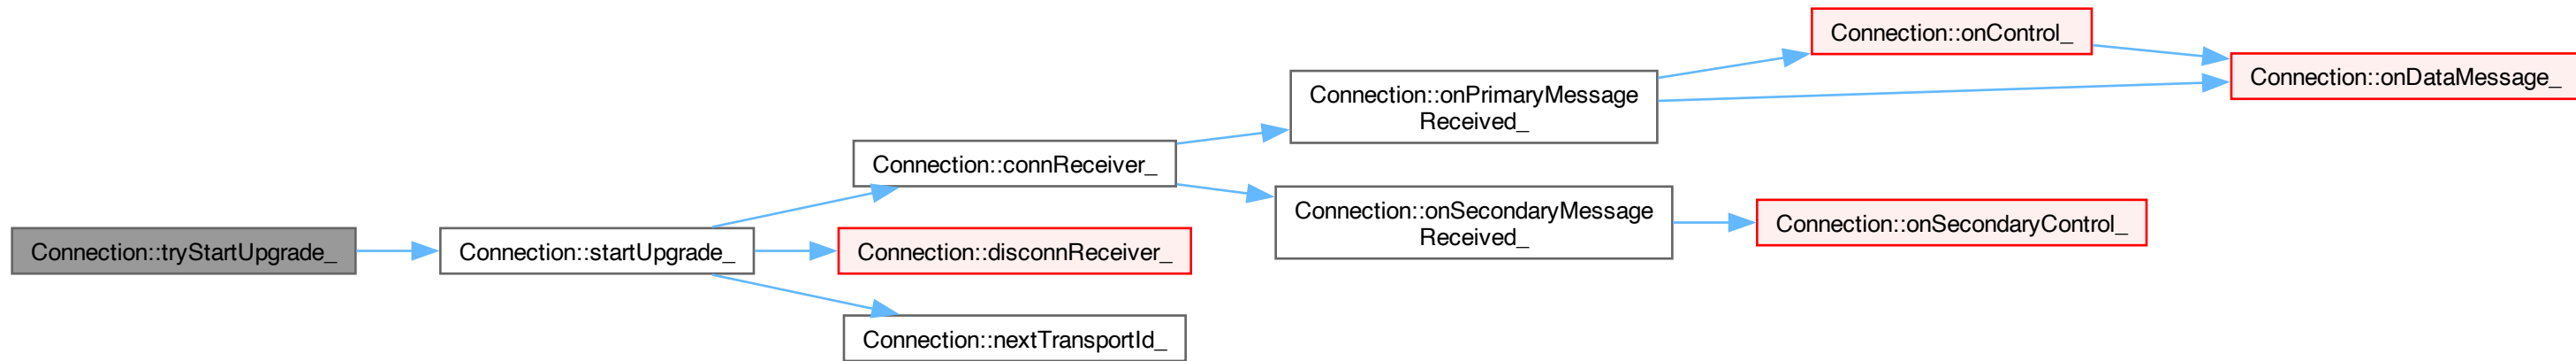 Connection::tryStartUpgrade_
Connection::startUpgrade_
Connection::connReceiver_
Connection::disconnReceiver_
Connection::nextTransportId_
Connection::onPrimaryMessage
Received_
Connection::onSecondaryMessage
Received_
Connection::onControl_
Connection::onSecondaryControl_
Connection::onDataMessage_